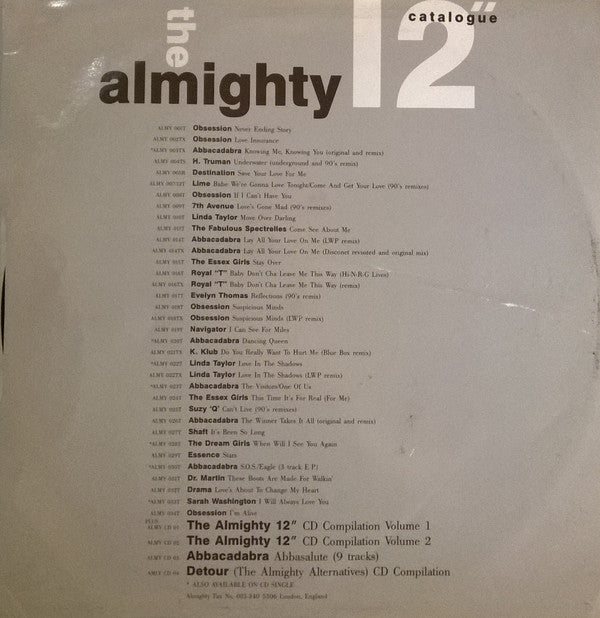 the
almighty
12"
catalogue
ALMY 001T Obsession Never Ending Story
ALMY 002TX Obsession Love Insurance
*ALMY 003TX Abbacadabra Knowing Me, Knowing You (original and remix)
ALMY 004TS H. Truman Underwater (underground and 90's remix)
ALMY 005R Destination Save Your Love For Me
ALMY 007/12T Lime Babe We're Gonna Love Tonight/Come And Get Your Love (90's remixes)
ALMY 008T Obsession If I Can't Have You
ALMY 009T 7th Avenue Love's Gone Mad (90's remixes)
ALMY 010T Linda Taylor Move Over Darling
ALMY 013T The Fabulous Spectrelles Come See About Me
ALMY 014T Abbacadabra Lay All Your Love On Me (LWP remix)
ALMY 014TX Abbacadabra Lay All Your Love On Me (Disconet revisited and original mix)
ALMY 015T The Essex Girls Stay Over
ALMY 016T Royal "T" Baby Don'Cha Leave Me This Way (Hi-N-R-G Lives)
ALMY 016TX Royal "T" Baby Don'Cha Leave Me This Way (remix)
ALMY 017T Evelyn Thomas Reflections (90's remix)
ALMY 018T Obsession Suspicious Minds
ALMY 018TX Obsession Suspicious Minds (LWP remix)
ALMY 019T Navigator I Can See For Miles
*ALMY 020T Abbacadabra Dancing Queen
ALMY 021TX K. Klub Do You Really Want To Hurt Me (Blue Box remix)
*ALMY 022T Linda Taylor Love In The Shadows
ALMY 022TX Linda Taylor Love In The Shadows (LWP remix)
*ALMY 023T Abbacadabra The Visitors/One Of Us
ALMY 024T The Essex Girls This Time It's For Real (For Me)
ALMY 025T Suzy 'Q' Can't Live (90's remixes)
ALMY 026T Abbacadabra The Winner Takes It All (original and remix)
ALMY 027T Shaft It's Been So Long
*ALMY 028T The Dream Girls When Will I See You Again
ALMY 029T Essence Stars
*ALMY 030T Abbacadabra S.O.S./Eagle (3 track E.P.)
ALMY 031T Dr. Martin These Boots Are Made For Walkin'
ALMY 032T Drama Love's About To Change My Heart
*ALMY 033T Sarah Washington I Will Always Love You
ALMY 034T Obsession I'm Alive
PLUS
ALMY CD 01 The Almighty 12" CD Compilation Volume 1
ALMY CD 02 The Almighty 12" CD Compilation Volume 2
ALMY CD 03 Abbacadabra Abbasalute (9 tracks)
CD 04 Detour (The Almighty Alternatives) CD Compilation
* ALSO AVAILABLE ON CD SINGLE
Almighty Fax No. 081-340 5506 London, England